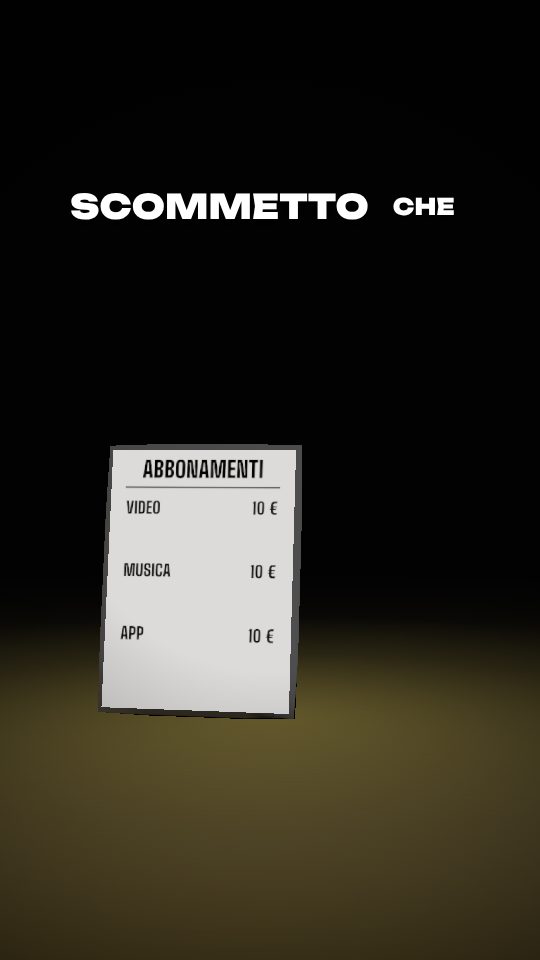 SCOMMETTO CHE
ABBONAMENTI
VIDEO 10 €
MUSICA 10 €
APP 10 €